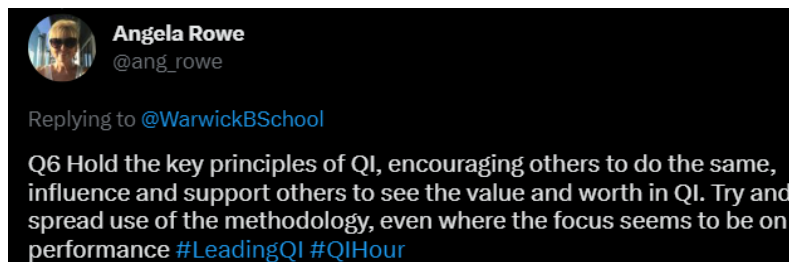 Angela Rowe
@ang_rowe
Replying to @WarwickBSchool
Q6 Hold the key principles of QI, encouraging others to do the same,
influence and support others to see the value and worth in QI. Try and
spread use of the methodology, even where the focus seems to be on
performance #LeadingQI #QIHour